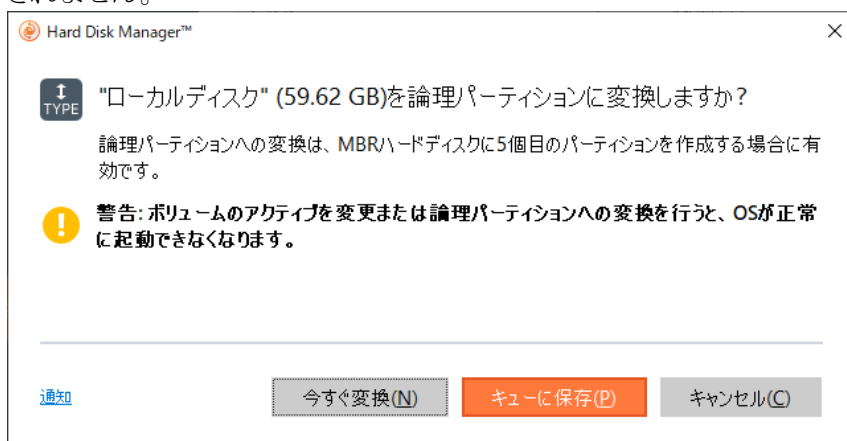 されません。
Hard Disk Manager™
TYPE
"ローカルディスク" (59.62 GB)を論理パーティションに変換しますか？
論理パーティションへの変換は、MBRハードディスクに5個目のパーティションを作成する場合に有
効です。
警告: ボリュームのアクティブを変更または論理パーティションへの変換を行うと、OSが正常
に起動できなくなります。
通知
今すぐ変換(N)
キューに保存(P)
キャンセル(C)